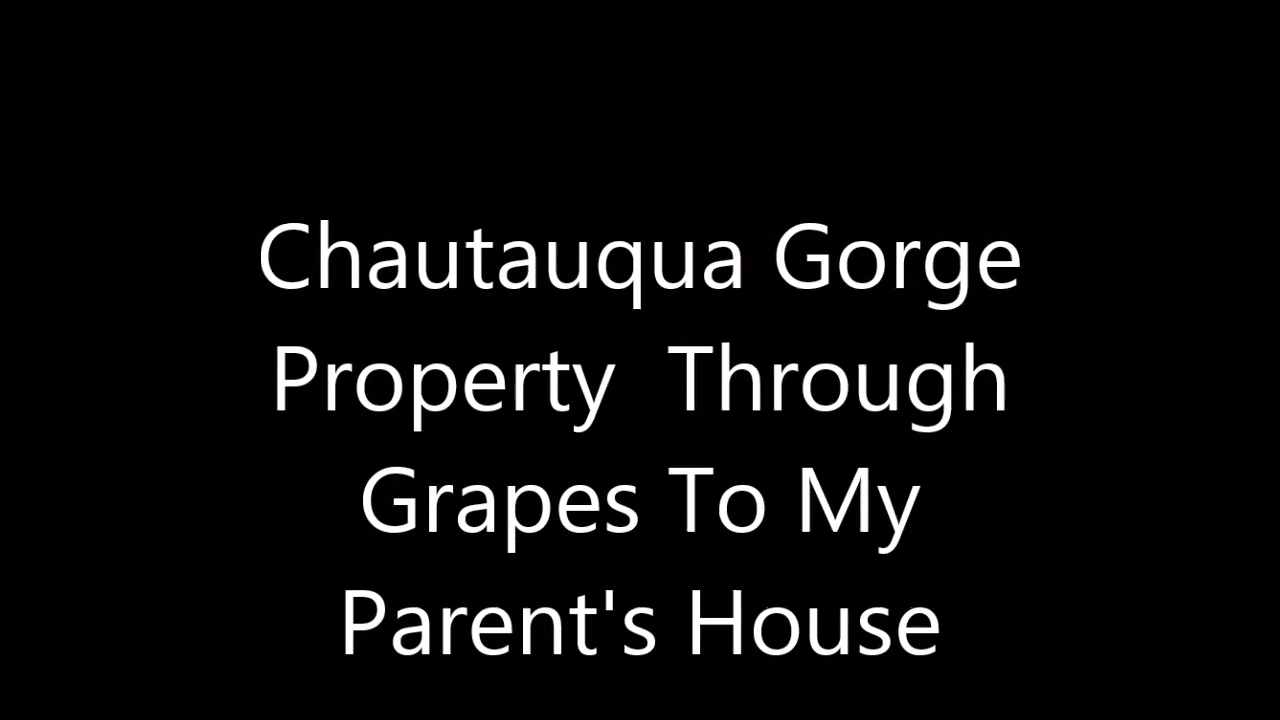 Chautauqua Gorge
Property  Through
Grapes To My
Parent's House